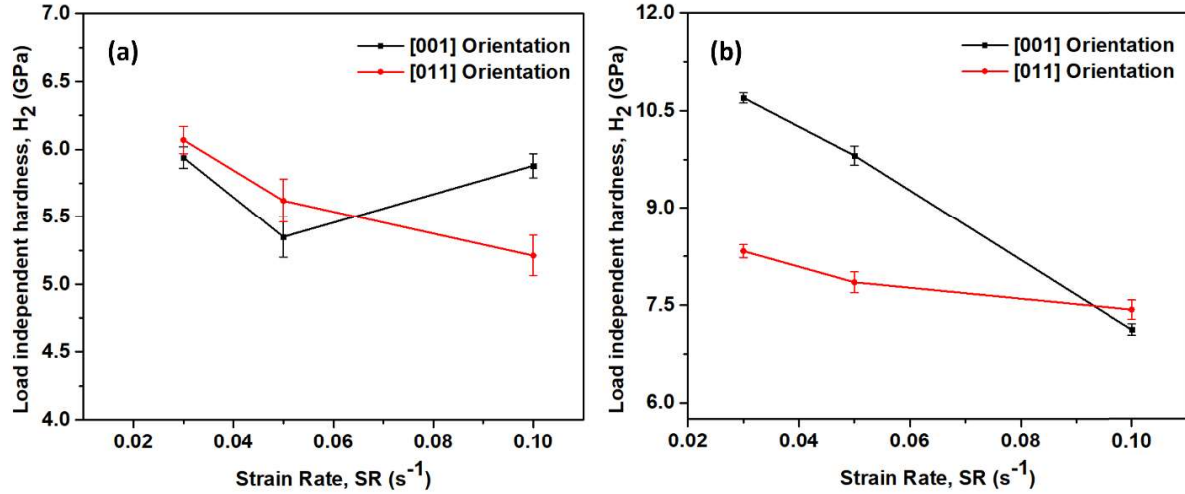 (a)
[001] Orientation
[011] Orientation
Load independent hardness, H2 (GPa)
7.0
6.5
6.0
5.5
5.0
4.5
4.0
0.02 0.04 0.06 0.08 0.10
Strain Rate, SR (s-1)
(b)
[001] Orientation
[011] Orientation
Load independent hardness, H2 (GPa)
12.0
10.5
9.0
7.5
6.0
0.02 0.04 0.06 0.08 0.10
Strain Rate, SR (s-1)